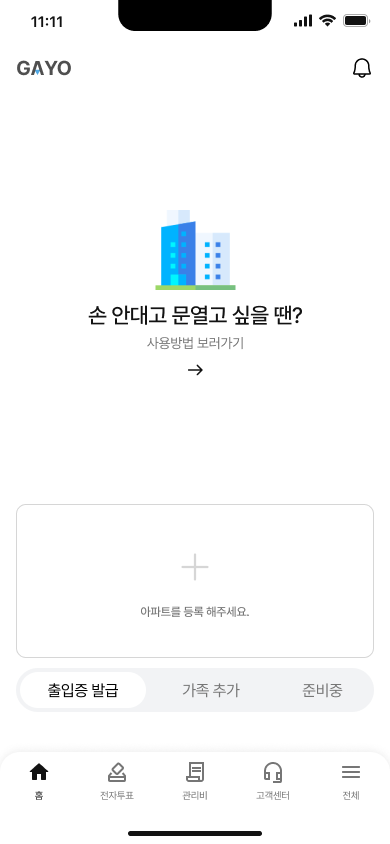 11:11
GAYO
손 안대고 문열고 싶을 땐?
사용방법 보러가기
아파트를 등록 해주세요.
출입증 발급
가족 추가
준비중
홈
전자투표
관리비
고객센터
전체